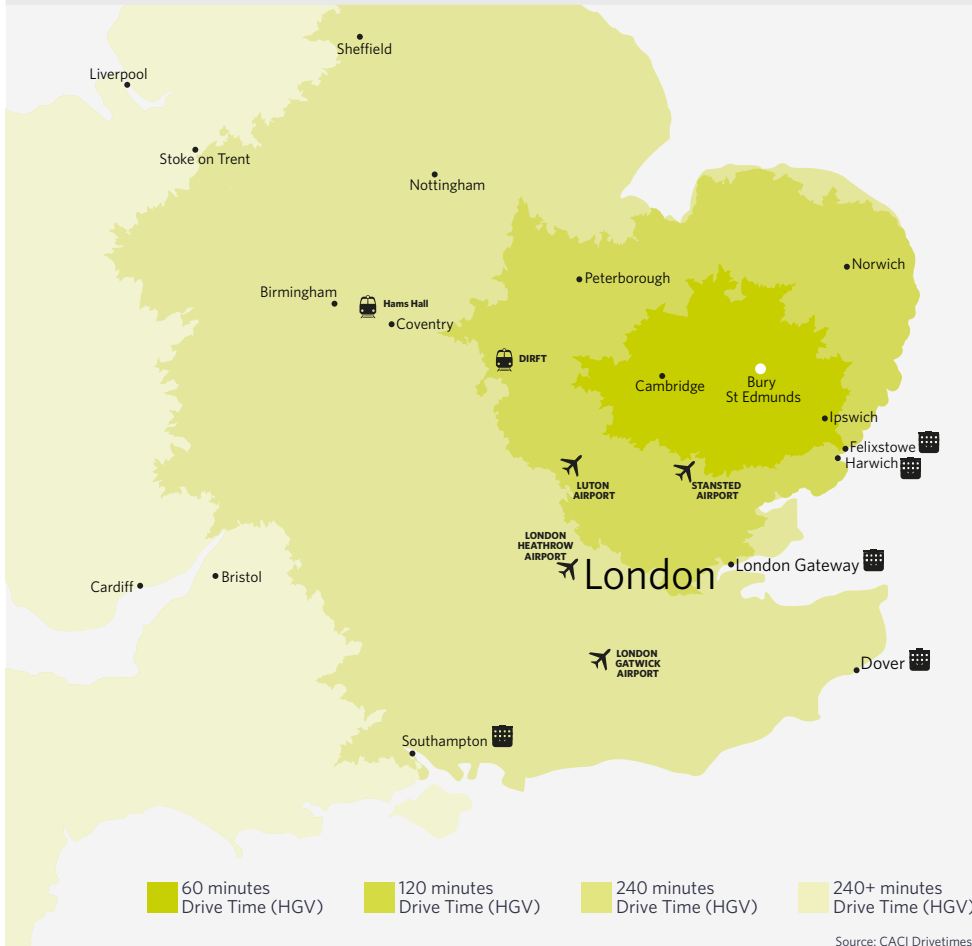 Sheffield
Liverpool
Stoke on Trent
Nottingham
Norwich
Peterborough
Birmingham
Hams Hall
Coventry
DIRFT
Cambridge
Bury
St Edmunds
Ipswich
Felixstowe
Harwich
LUTON
AIRPORT
STANSTED
AIRPORT
LONDON
HEATHROW
AIRPORT
London
London Gateway
Cardiff
Bristol
LONDON
GATWICK
AIRPORT
Dover
Southampton
60 minutes
Drive Time (HGV)
120 minutes
Drive Time (HGV)
240 minutes
Drive Time (HGV)
240+ minutes
Drive Time (HGV)
Source: CACI Drivetimes